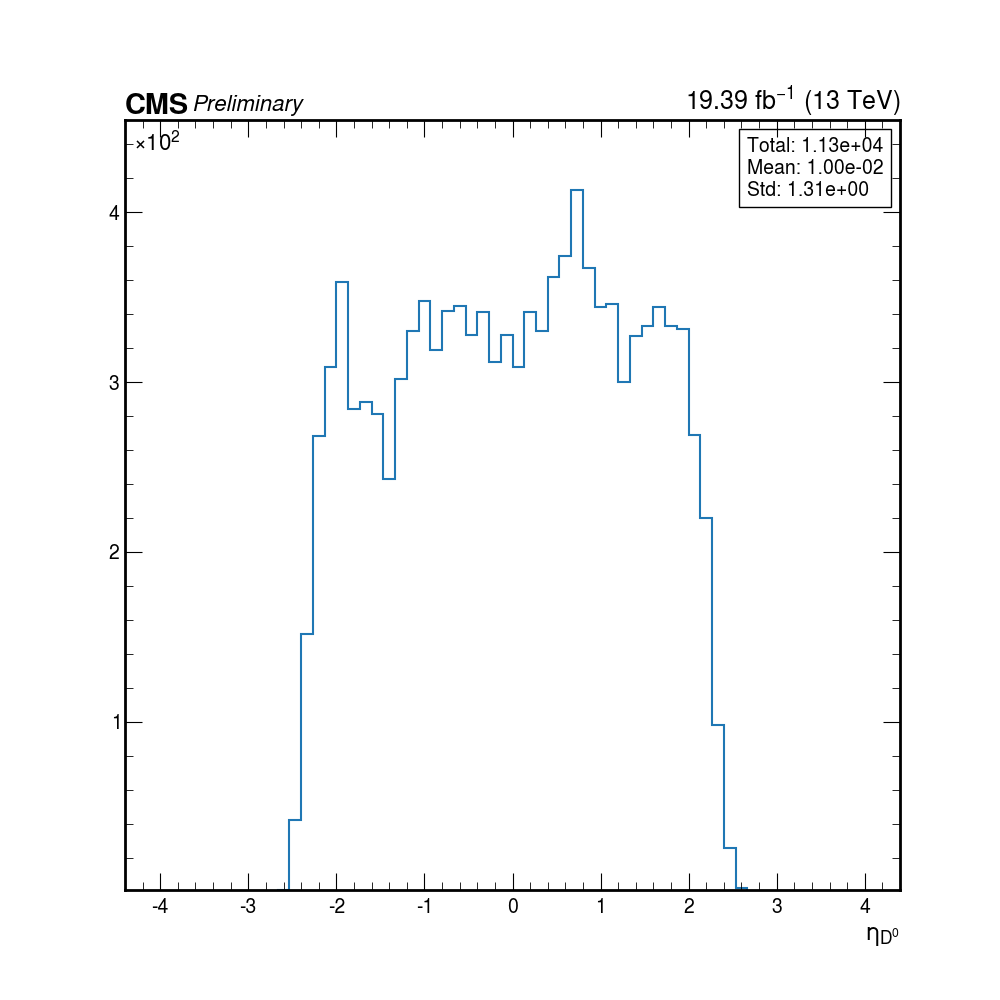 CMS Preliminary 19.39 fb⁻¹ (13 TeV)
×10²
Total: 1.13e+04
Mean: 1.00e-02
Std: 1.31e+00
4
3
2
1
-4 -3 -2 -1 0 1 2 3 4
η_D⁰